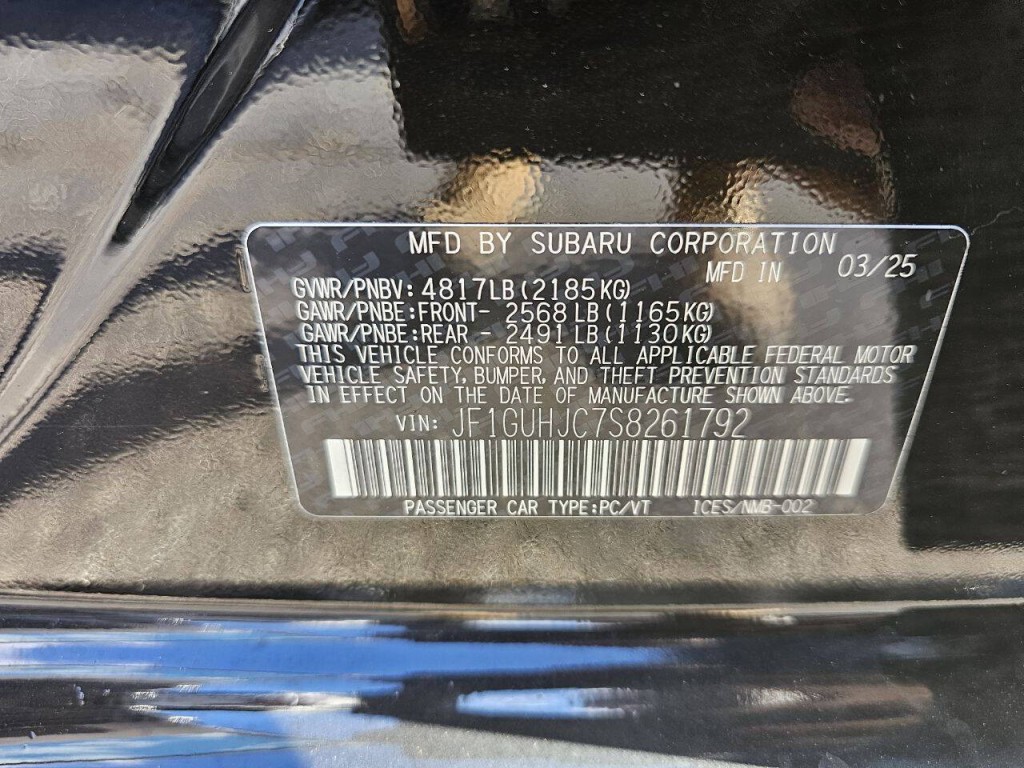 MFD BY SUBARU CORPORATION
MFD IN 03/25
GVWR/PNBV: 4817LB(2185KG)
GAWR/PNBE:FRONT- 2568LB(1165KG)
GAWR/PNBE:REAR - 2491LB(1130KG)
THIS VEHICLE CONFORMS TO ALL APPLICABLE FEDERAL MOTOR
VEHICLE SAFETY, BUMPER, AND THEFT PREVENTION STANDARDS
IN EFFECT ON THE DATE OF MANUFACTURE SHOWN ABOVE.
VIN: JF1GUHJC7S8261792
PASSENGER CAR TYPE:PC/VT ICES/NMB-002